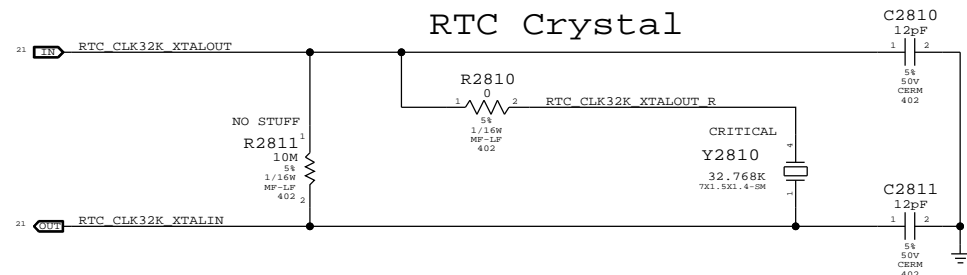 RTC Crystal
C2810
12pF
1 2
5%
50V
CERM
402
21 IN RTC_CLK32K_XTALOUT
R2810
0
1 2 RTC_CLK32K_XTALOUT_R
5%
1/16W
MF-LF
402
NO STUFF
R2811 1
10M
5%
1/16W
MF-LF
402 2
CRITICAL
Y2810
32.768K
7X1.5X1.4-SM
4
1
21 OUT RTC_CLK32K_XTALIN
C2811
12pF
1 2
5%
50V
CERM
402